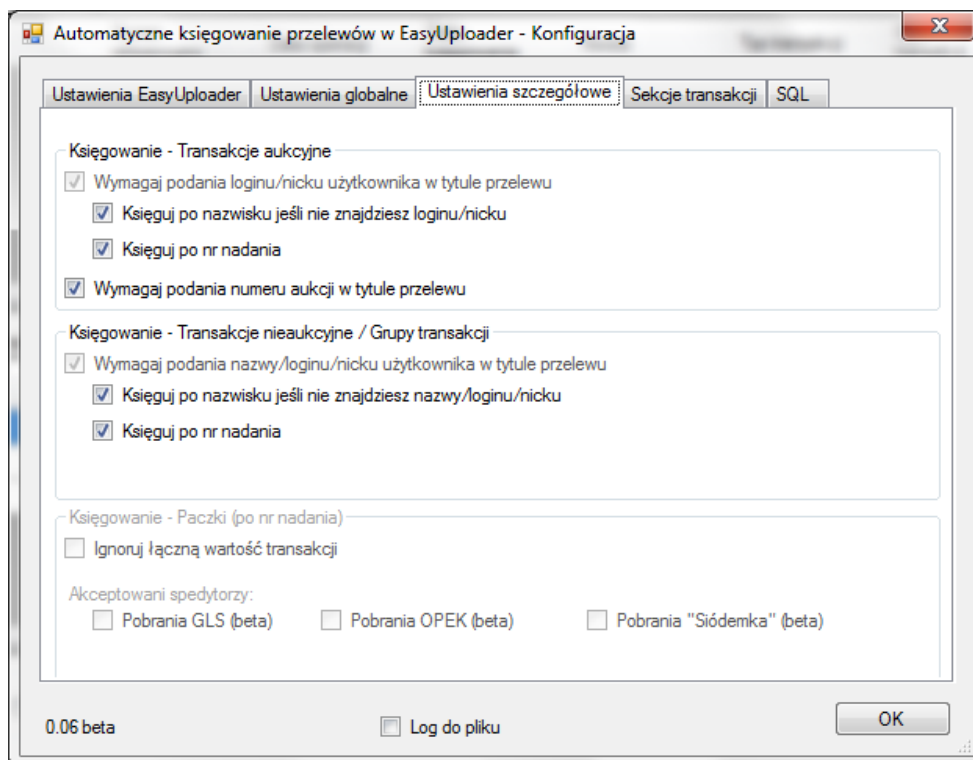 Automatyczne księgowanie przelewów w EasyUploader - Konfiguracja
Ustawienia EasyUploader Ustawienia globalne Ustawienia szczegółowe Sekcje transakcji SQL
Księgowanie - Transakcje aukcyjne
Wymagaj podania loginu/nicku użytkownika w tytule przelewu
Księguj po nazwisku jeśli nie znajdziesz loginu/nicku
Księguj po nr nadania
Wymagaj podania numeru aukcji w tytule przelewu
Księgowanie - Transakcje nieaukcyjne / Grupy transakcji
Wymagaj podania nazwy/loginu/nicku użytkownika w tytule przelewu
Księguj po nazwisku jeśli nie znajdziesz nazwy/loginu/nicku
Księguj po nr nadania
Księgowanie - Paczki (po nr nadania)
Ignoruj łączną wartość transakcji
Akceptowani spedytorzy:
Pobrania GLS (beta) Pobrania OPEK (beta) Pobrania "Siódemka" (beta)
0.06 beta Log do pliku OK